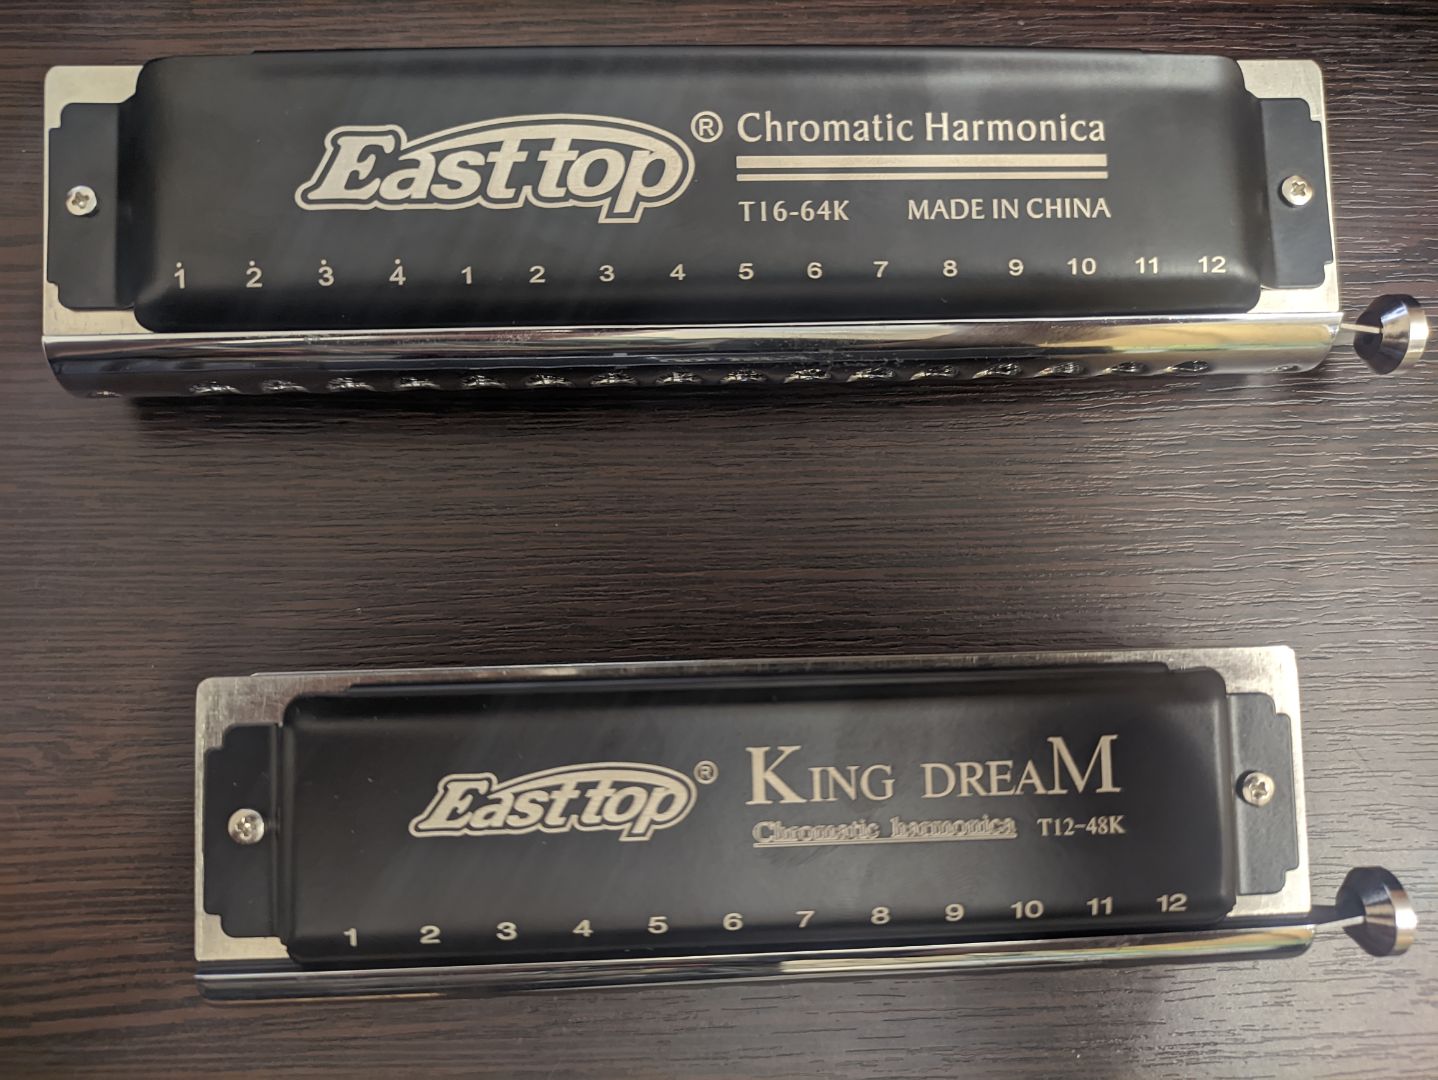 Easttop® Chromatic Harmonica
T16-64K MADE IN CHINA
1̇ 2̇ 3̇ 4̇ 1 2 3 4 5 6 7 8 9 10 11 12
Easttop® KING DREAM
Chromatic harmonica T12-48K
1 2 3 4 5 6 7 8 9 10 11 12